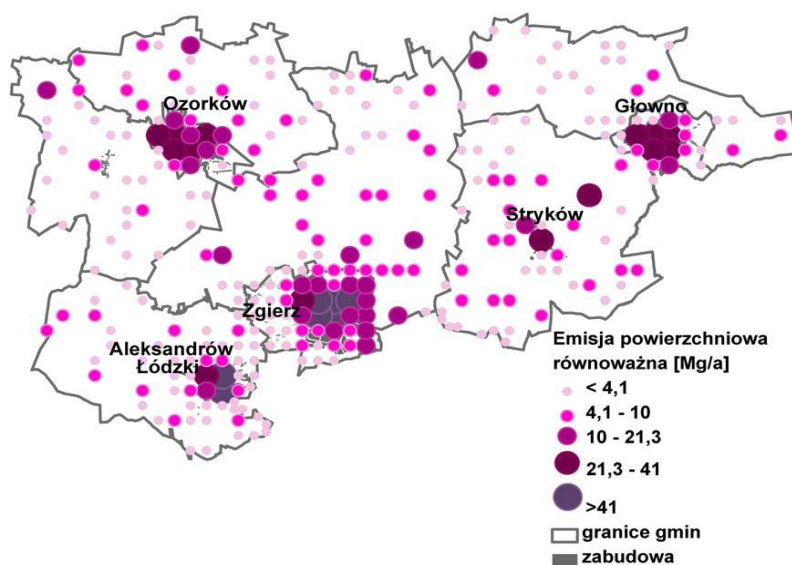 Ozorków
Głowno
Stryków
Zgierz
Aleksandrów
Łódzki
Emisja powierzchniowa
równoważna [Mg/a]
< 4,1
4,1 - 10
10 - 21,3
21,3 - 41
>41
granice gmin
zabudowa